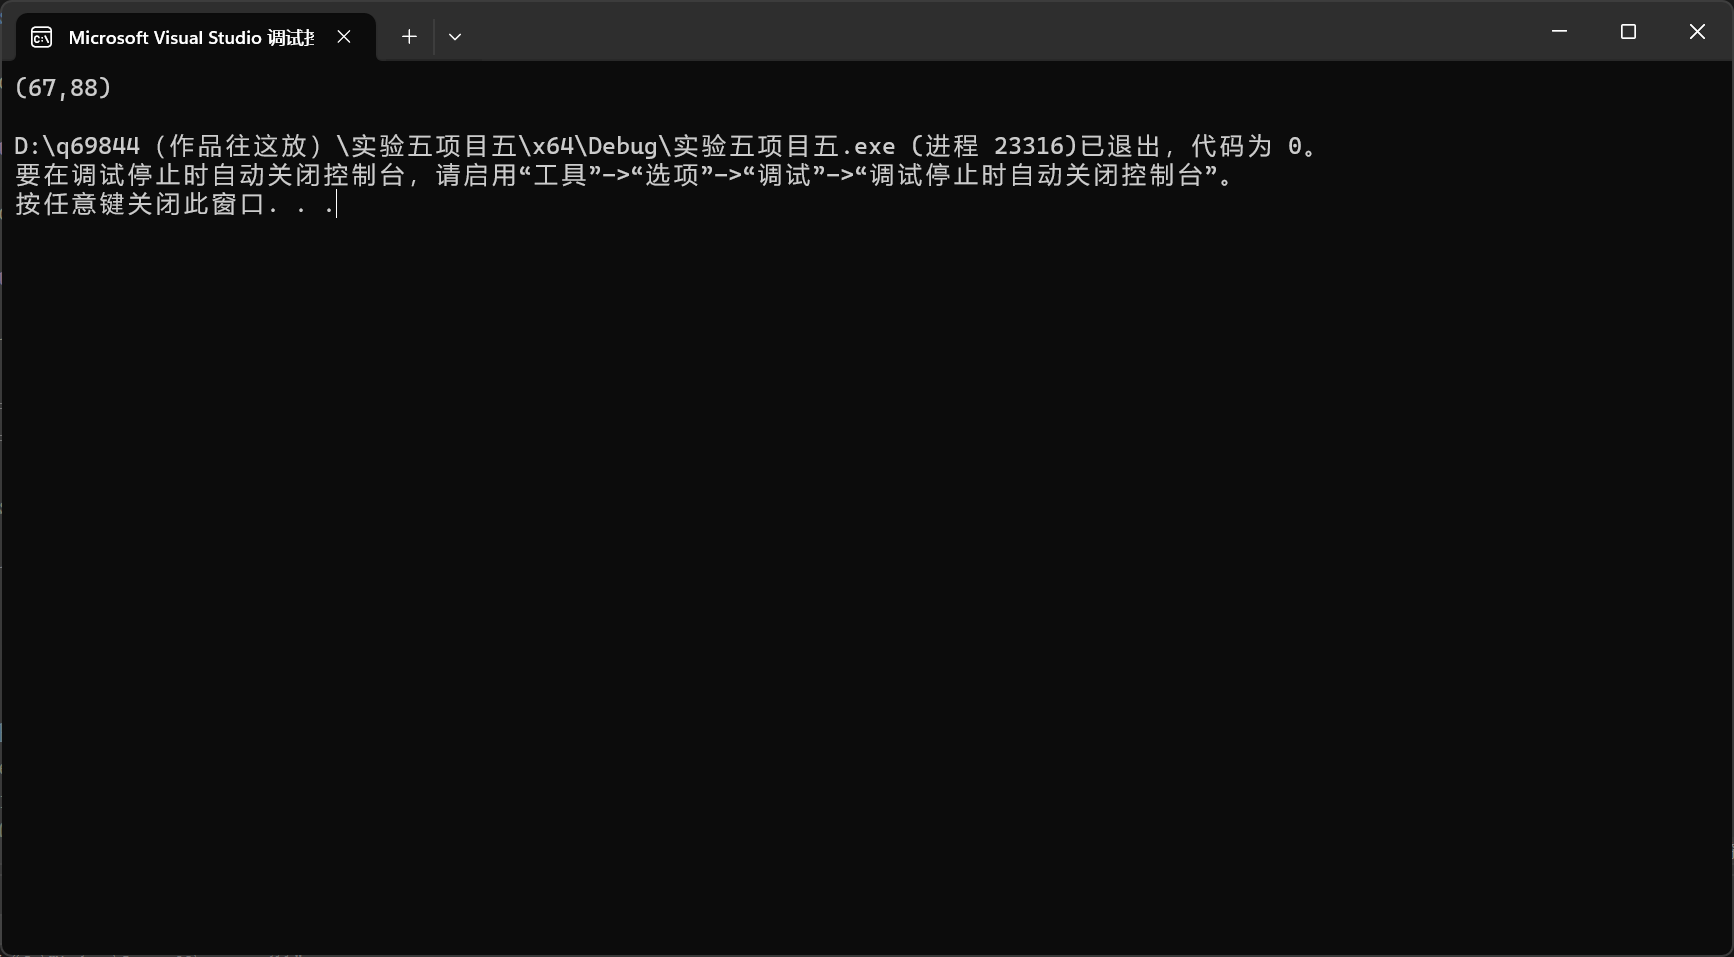 Microsoft Visual Studio 调试
(67,88)
D:\q69844（作品往这放）\实验五项目五\x64\Debug\实验五项目五.exe (进程 23316)已退出，代码为 0。
要在调试停止时自动关闭控制台，请启用“工具”->“选项”->“调试”->“调试停止时自动关闭控制台”。
按任意键关闭此窗口. . .